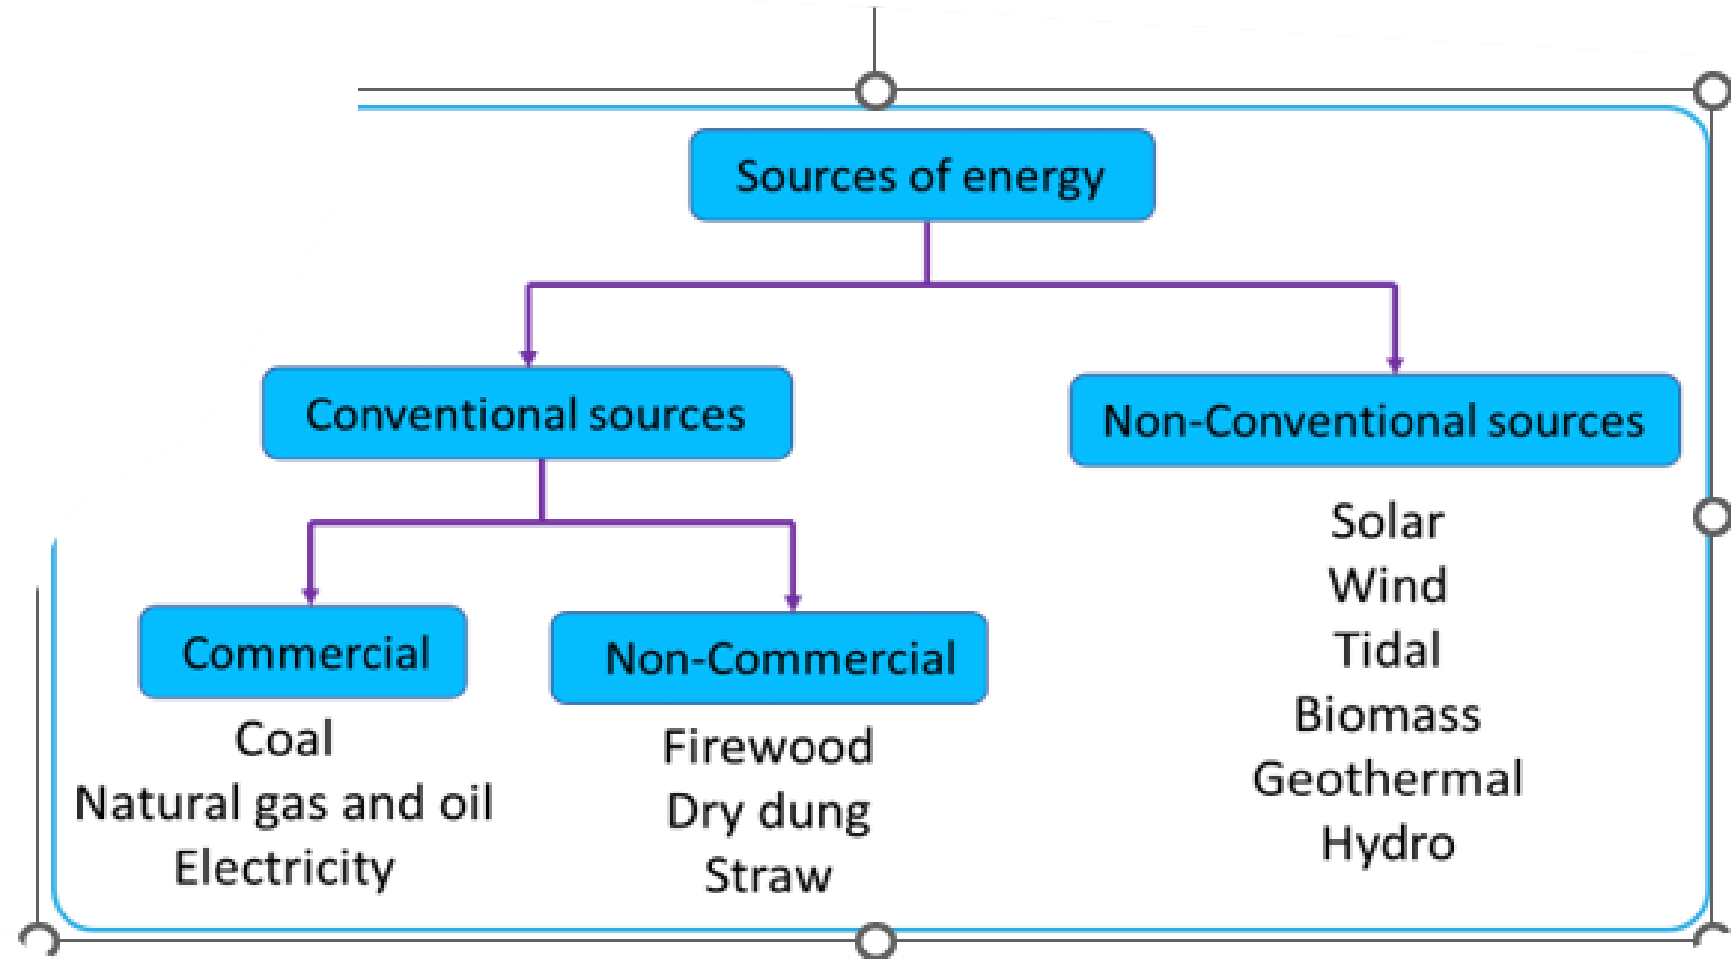 Sources of energy
Conventional sources
Non-Conventional sources
Commercial
Coal
Natural gas and oil
Electricity
Non-Commercial
Firewood
Dry dung
Straw
Solar
Wind
Tidal
Biomass
Geothermal
Hydro